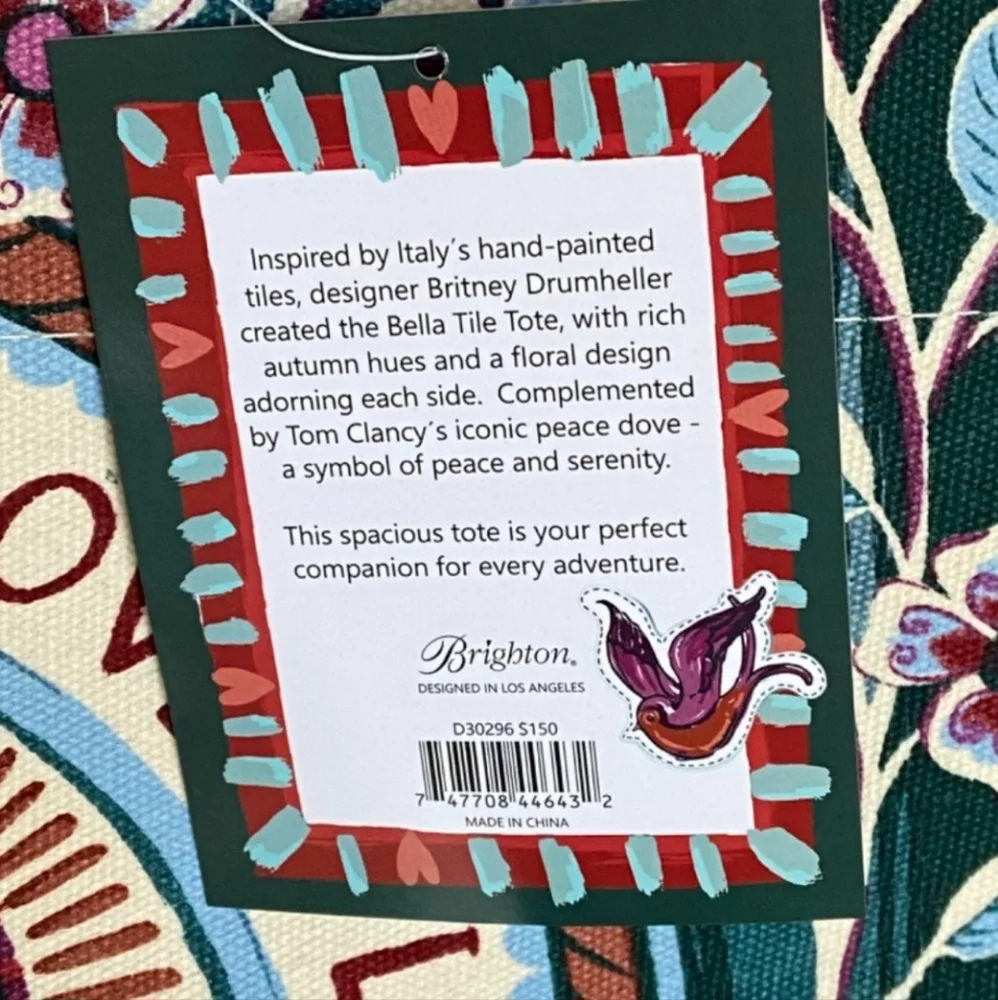 Inspired by Italy´s hand-painted
tiles, designer Britney Drumheller
created the Bella Tile Tote, with rich
autumn hues and a floral design
adorning each side.  Complemented
by Tom Clancy´s iconic peace dove -
a symbol of peace and serenity.
This spacious tote is your perfect
companion for every adventure.
Brighton®
DESIGNED IN LOS ANGELES
D30296 $150
7 47708 44643 2
MADE IN CHINA
OV
L